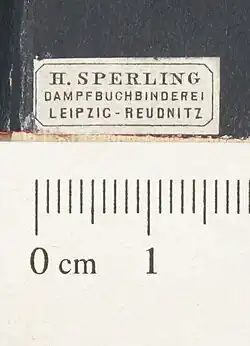 H. SPERLING
DAMPFBUCHBINDEREI
LEIPZIG-REUDNITZ
0 cm 1